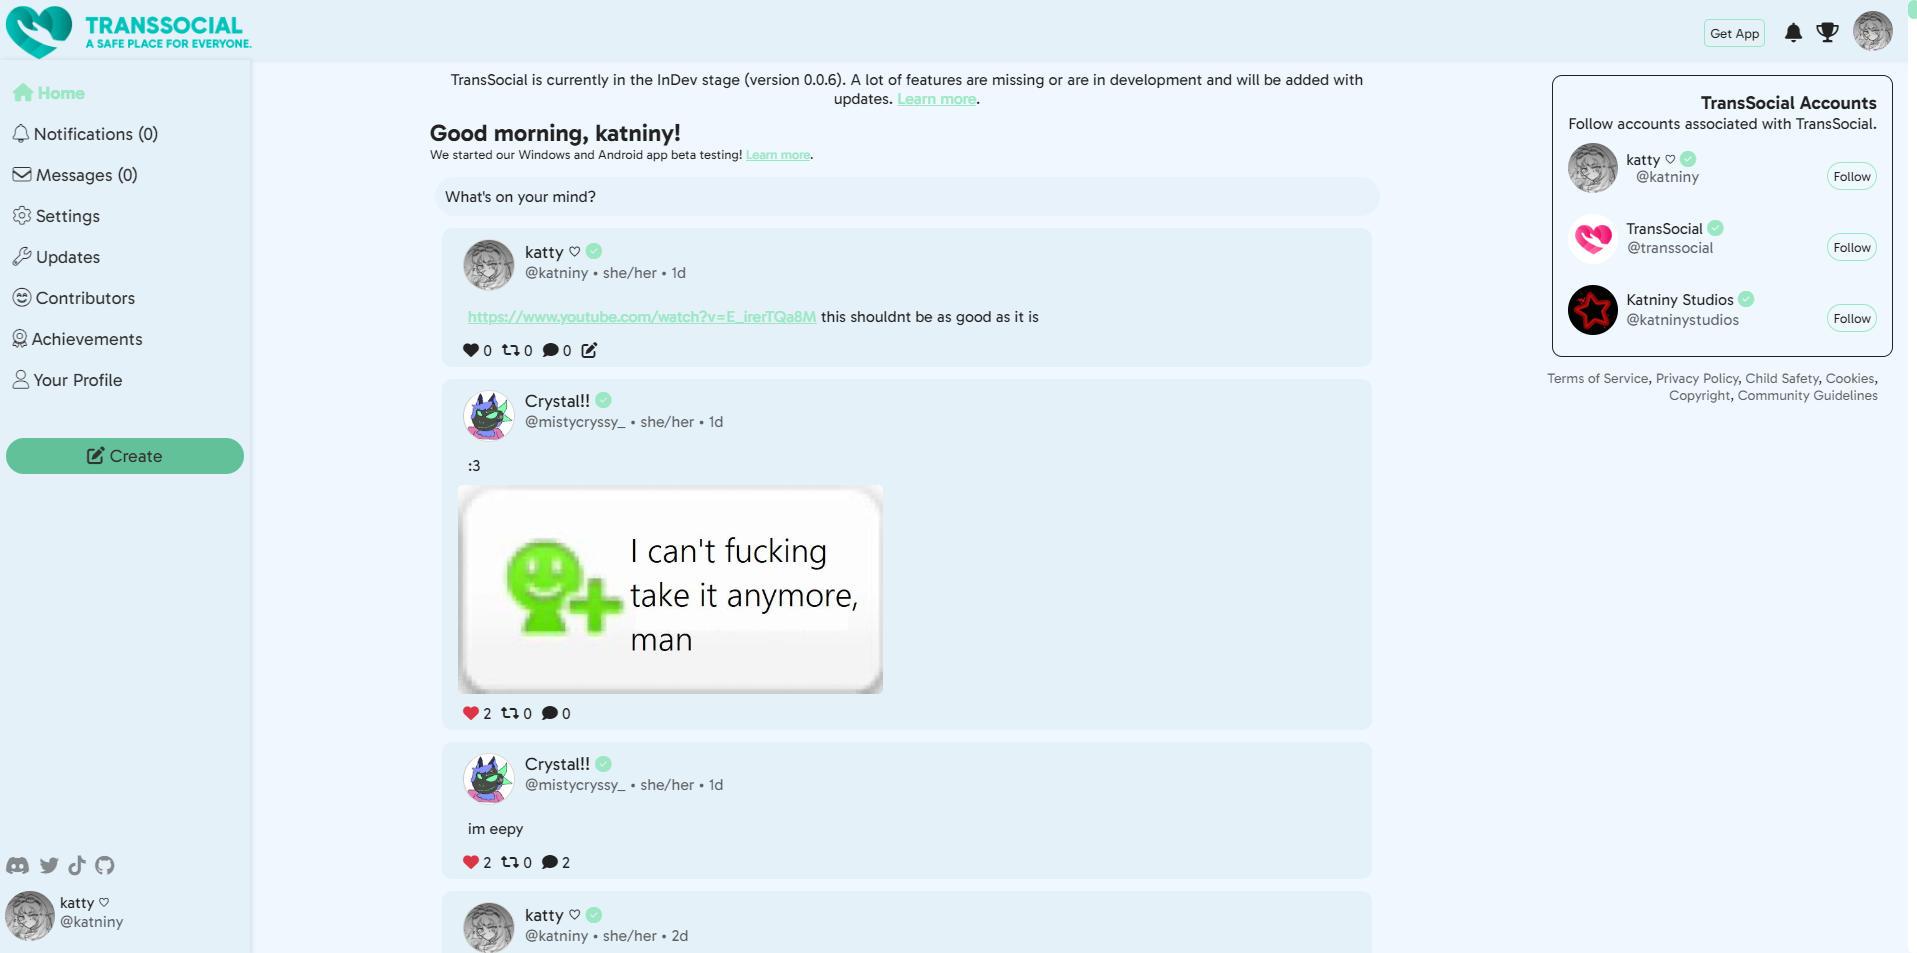 TRANSSOCIAL
A SAFE PLACE FOR EVERYONE.
Get App
Home
Notifications (0)
Messages (0)
Settings
Updates
Contributors
Achievements
Your Profile
Create
katty ♡
@katniny
TransSocial is currently in the InDev stage (version 0.0.6). A lot of features are missing or are in development and will be added with
updates. Learn more.
Good morning, katniny!
We started our Windows and Android app beta testing! Learn more.
What's on your mind?
katty ♡
@katniny • she/her • 1d
https://www.youtube.com/watch?v=E_irerTQa8M this shouldnt be as good as it is
0 0 0
Crystal!!
@mistycryssy_ • she/her • 1d
:3
I can't fucking
take it anymore,
man
2 0 0
Crystal!!
@mistycryssy_ • she/her • 1d
im eepy
2 0 2
katty ♡
@katniny • she/her • 2d
TransSocial Accounts
Follow accounts associated with TransSocial.
katty ♡
@katniny
Follow
TransSocial
@transsocial
Follow
Katniny Studios
@katninystudios
Follow
Terms of Service, Privacy Policy, Child Safety, Cookies,
Copyright, Community Guidelines